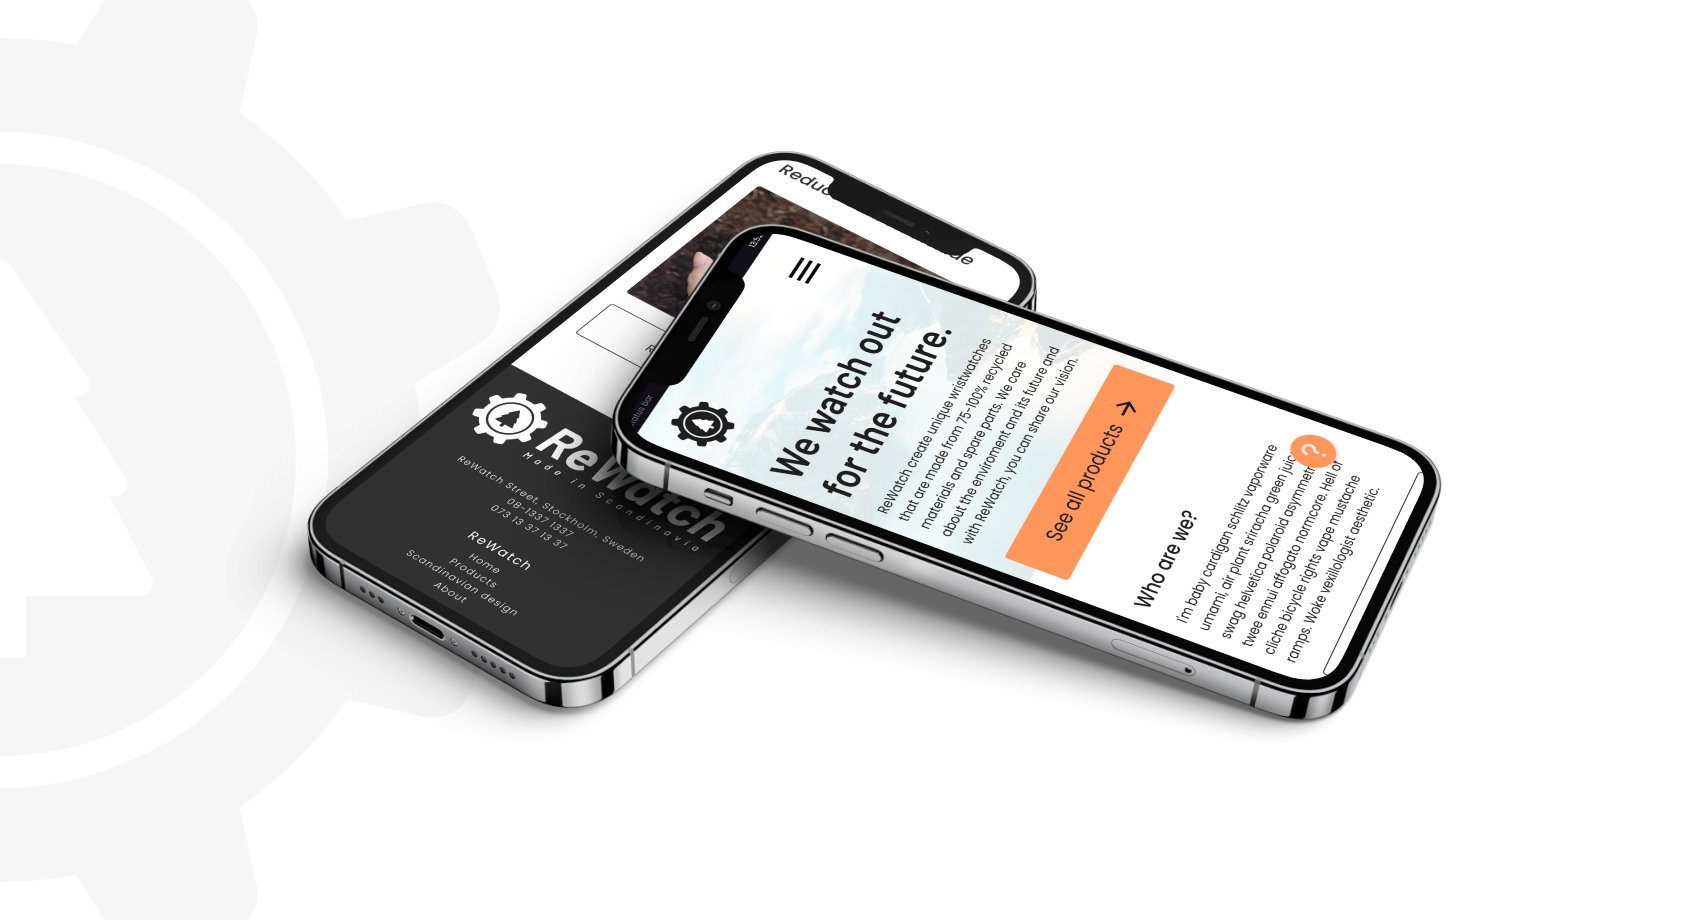 ReWatch
Made in Scandinavia
ReWatch Street, Stockholm, Sweden
08-1337 1337
073 13 37 13 37
ReWatch
Home
Products
Scandinavian design
About
13:52
We watch out
for the future.
ReWatch create unique wristwatches
that are made from 75-100% recycled
materials and spare parts. We care
about the enviroment and its future and
with ReWatch, you can share our vision.
See all products →
Who are we?
I'm baby cardigan schlitz vaporware
umami, air plant sriracha green juic
swag helvetica polaroid asymmetri
twee ennui affogato normcore. Hell of
cliche bicycle rights vape mustache
ramps. Woke vexillologist aesthetic.
?